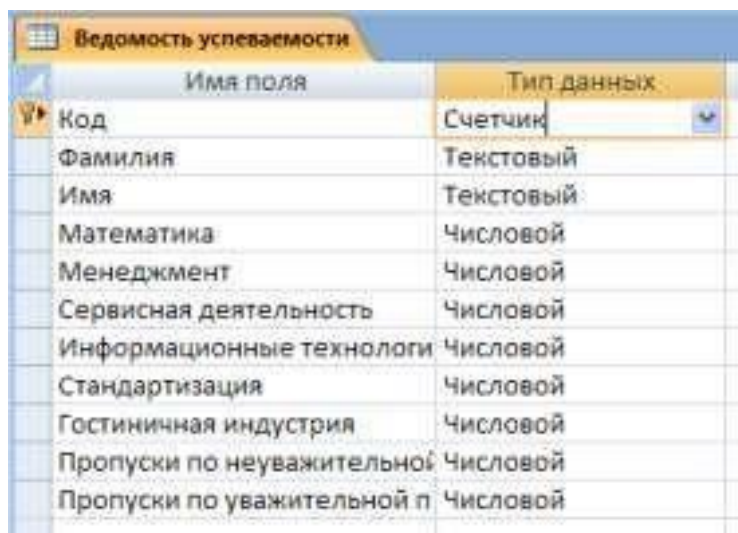 Ведомость успеваемости
Имя поля Тип данных
Код Счетчик
Фамилия Текстовый
Имя Текстовый
Математика Числовой
Менеджмент Числовой
Сервисная деятельность Числовой
Информационные технологи Числовой
Стандартизация Числовой
Гостиничная индустрия Числовой
Пропуски по неуважительной Числовой
Пропуски по уважительной п Числовой